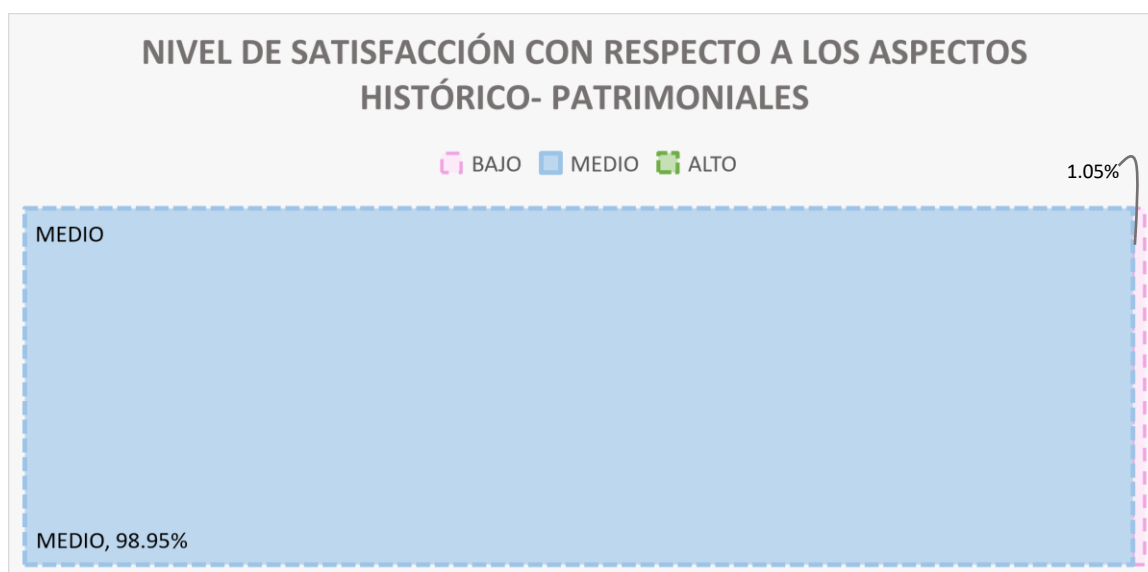 NIVEL DE SATISFACCIÓN CON RESPECTO A LOS ASPECTOS
HISTÓRICO- PATRIMONIALES
BAJO MEDIO ALTO
1.05%
MEDIO
MEDIO, 98.95%